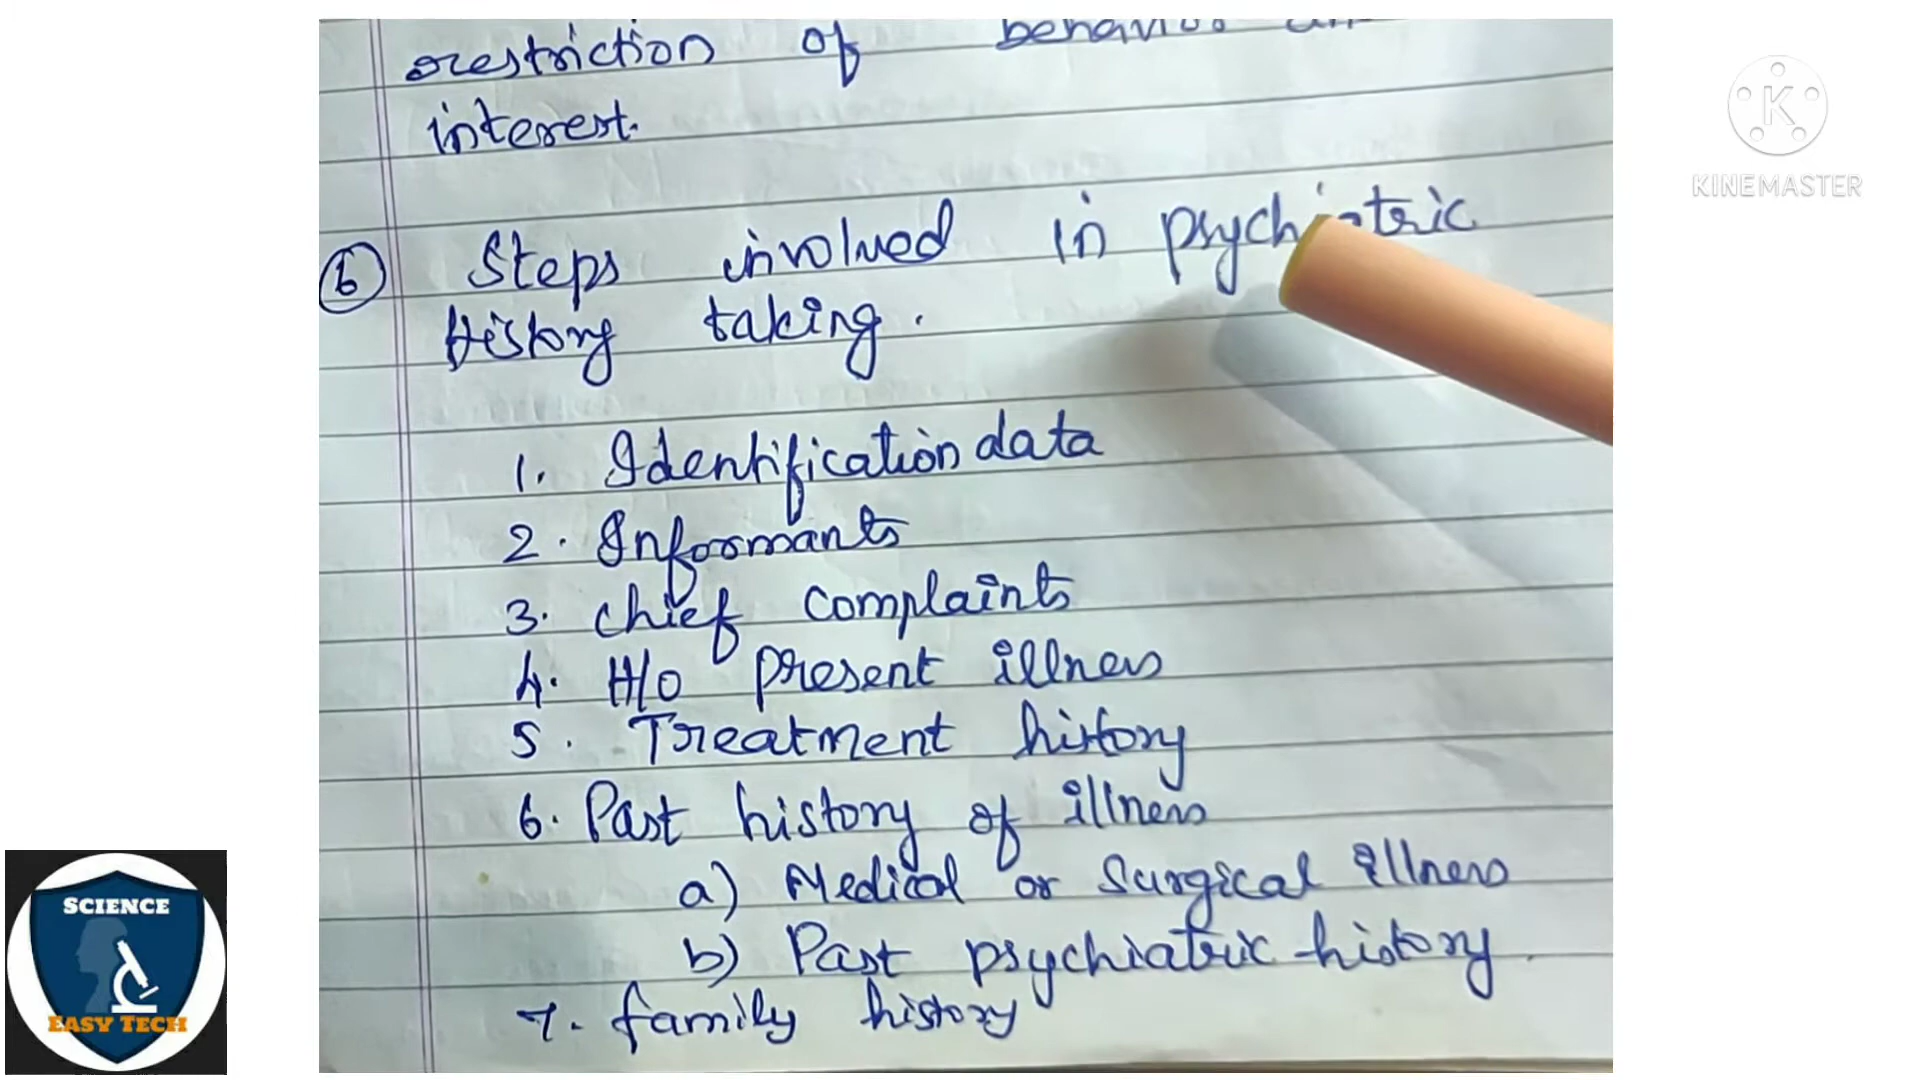 restriction of
interest.
6 Steps involved in psychiatric
History taking.
1. Identification data
2. Informants
3. chief complaints
4. H/o present illness
5. Treatment history
6. Past history of illness
a) Medical or Surgical illness
b) Past psychiatric history.
7. family history
KINEMASTER
SCIENCE
EASY TECH